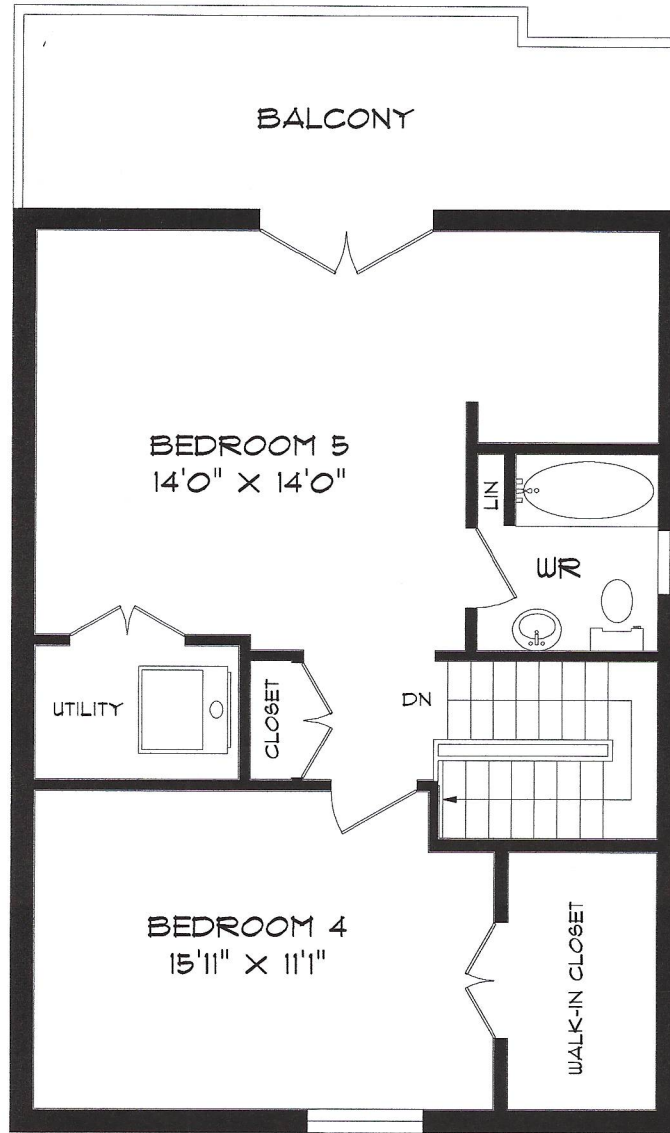 BALCONY
BEDROOM 5
14'0" X 14'0"
LIN
WR
UTILITY
CLOSET
DN
BEDROOM 4
15'11" X 11'1"
WALK-IN CLOSET